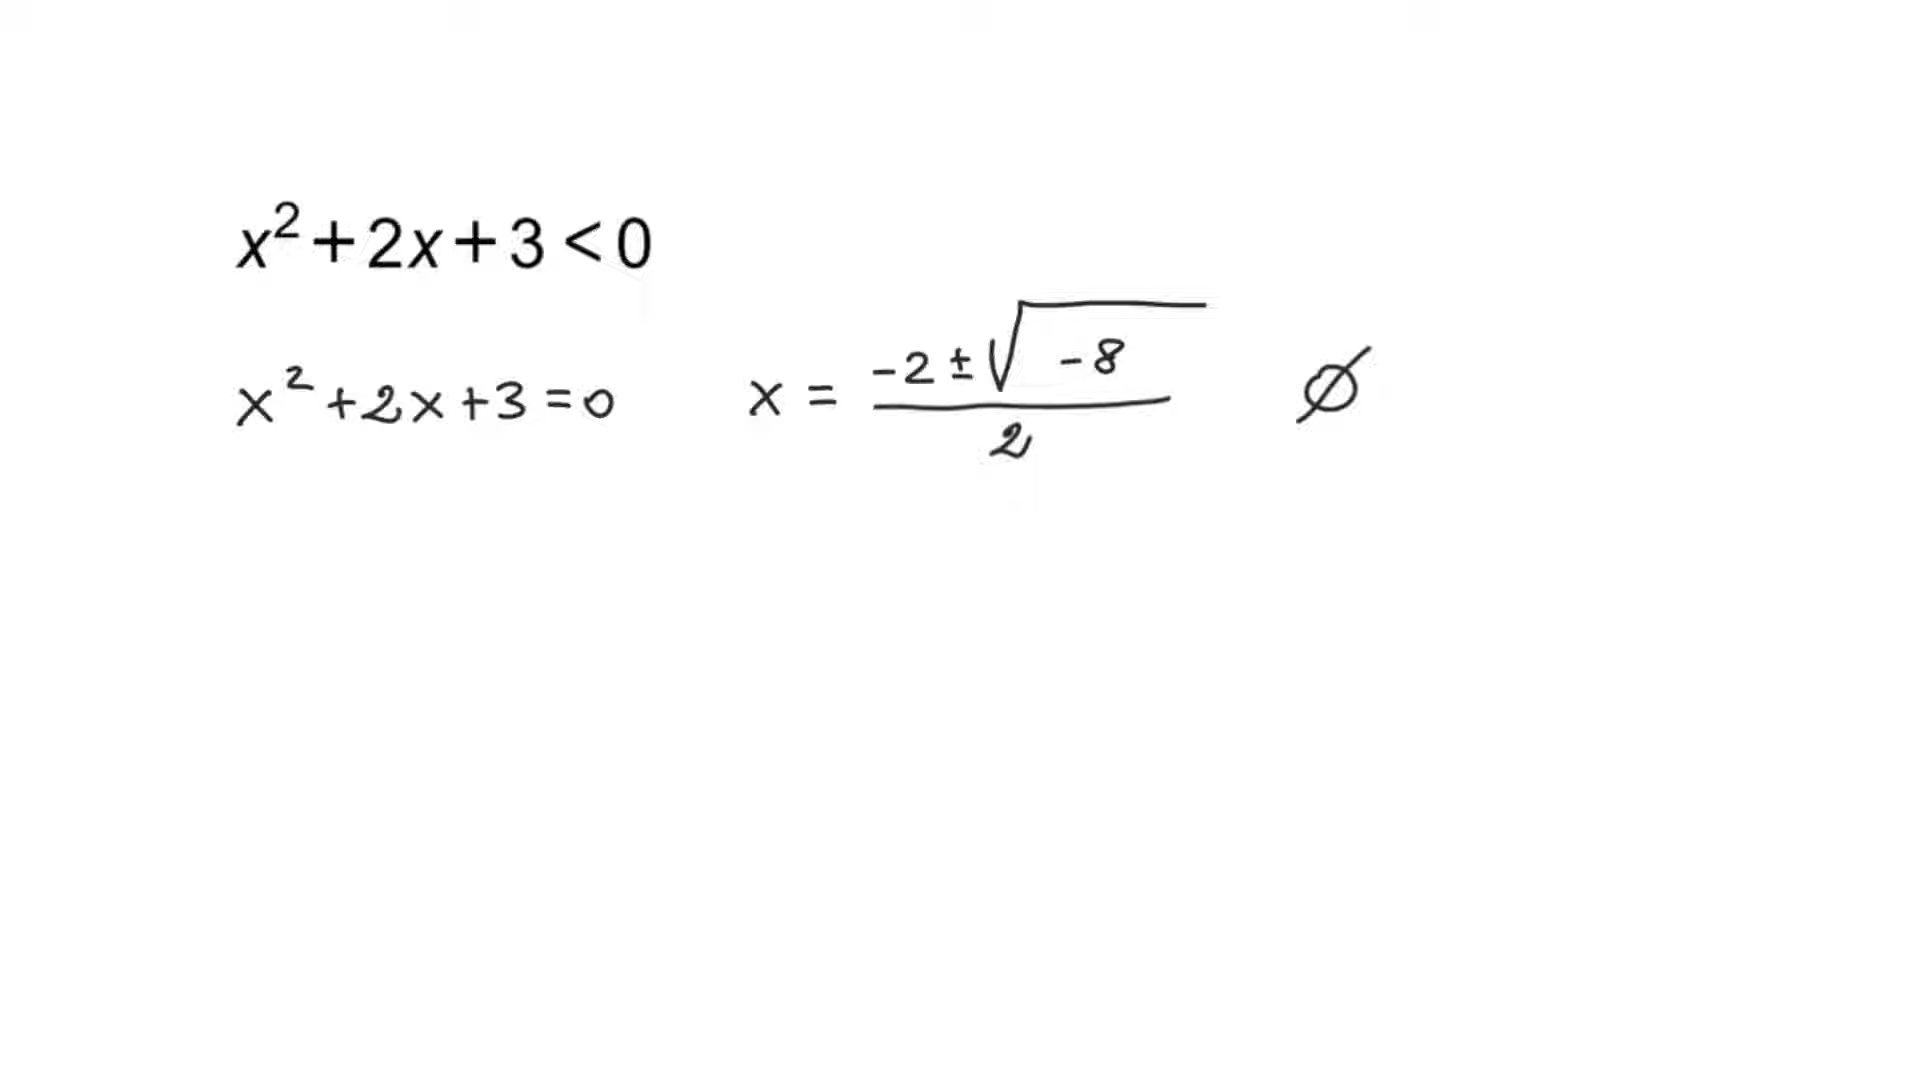 x² + 2x + 3 < 0
x² + 2x + 3 = 0 x = (-2 ± √-8)/2 ∅